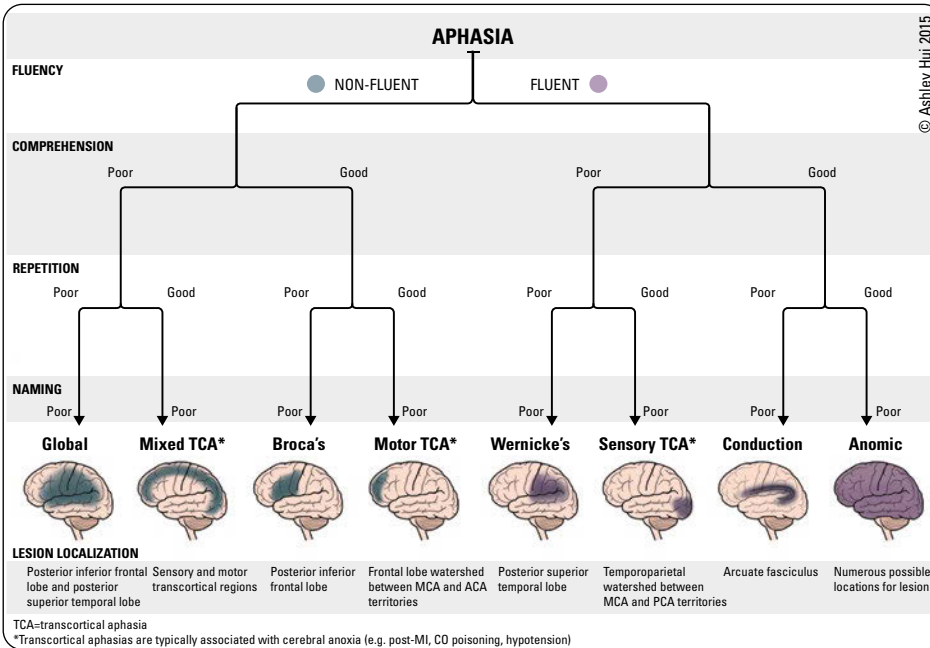 APHASIA
© Ashley Hui 2015
FLUENCY
NON-FLUENT FLUENT
COMPREHENSION
Poor Good Poor Good
REPETITION
Poor Good Poor Good Poor Good Poor Good
NAMING
Poor Poor Poor Poor Poor Poor Poor Poor
Global Mixed TCA* Broca's Motor TCA* Wernicke's Sensory TCA* Conduction Anomic
LESION LOCALIZATION
Posterior inferior frontal
lobe and posterior
superior temporal lobe
Sensory and motor
transcortical regions
Posterior inferior
frontal lobe
Frontal lobe watershed
between MCA and ACA
territories
Posterior superior
temporal lobe
Temporoparietal
watershed between
MCA and PCA territories
Arcuate fasciculus
Numerous possible
locations for lesion
TCA=transcortical aphasia
*Transcortical aphasias are typically associated with cerebral anoxia (e.g. post-MI, CO poisoning, hypotension)